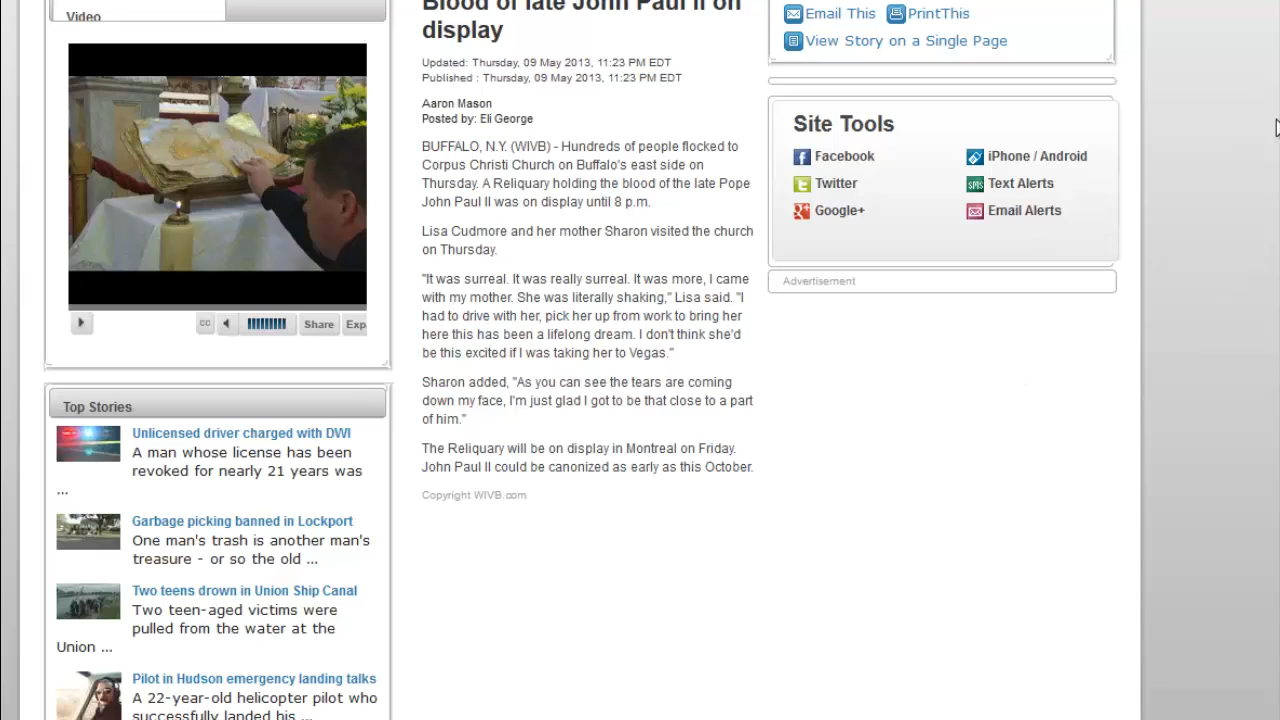 Video
CC
Share
Exp
Top Stories
Unlicensed driver charged with DWI
A man whose license has been
revoked for nearly 21 years was
...
Garbage picking banned in Lockport
One man's trash is another man's
treasure - or so the old ...
Two teens drown in Union Ship Canal
Two teen-aged victims were
pulled from the water at the
Union ...
Pilot in Hudson emergency landing talks
A 22-year-old helicopter pilot who
successfully landed his ...
Blood of late John Paul II on
display
Updated: Thursday, 09 May 2013, 11:23 PM EDT
Published : Thursday, 09 May 2013, 11:23 PM EDT
Aaron Mason
Posted by: Eli George
BUFFALO, N.Y. (WIVB) - Hundreds of people flocked to
Corpus Christi Church on Buffalo's east side on
Thursday. A Reliquary holding the blood of the late Pope
John Paul II was on display until 8 p.m.
Lisa Cudmore and her mother Sharon visited the church
on Thursday.
"It was surreal. It was really surreal. It was more, I came
with my mother. She was literally shaking," Lisa said. "I
had to drive with her, pick her up from work to bring her
here this has been a lifelong dream. I don't think she'd
be this excited if I was taking her to Vegas."
Sharon added, "As you can see the tears are coming
down my face, I'm just glad I got to be that close to a part
of him."
The Reliquary will be on display in Montreal on Friday.
John Paul II could be canonized as early as this October.
Copyright WIVB.com
Email This PrintThis
View Story on a Single Page
Site Tools
Facebook
iPhone / Android
Twitter
SMS Text Alerts
Google+
Email Alerts
Advertisement